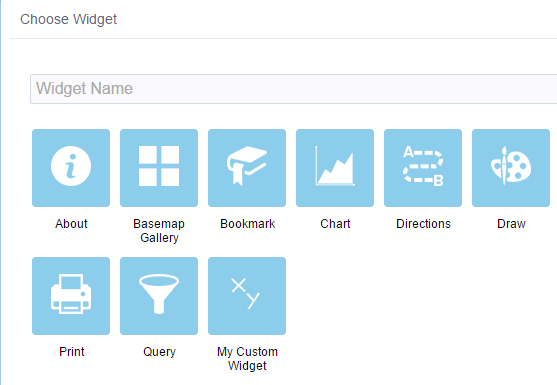 Choose Widget
Widget Name
A
B
About
Basemap
Gallery
Bookmark
Chart
Directions
Draw
x y
Print
Query
My Custom
Widget